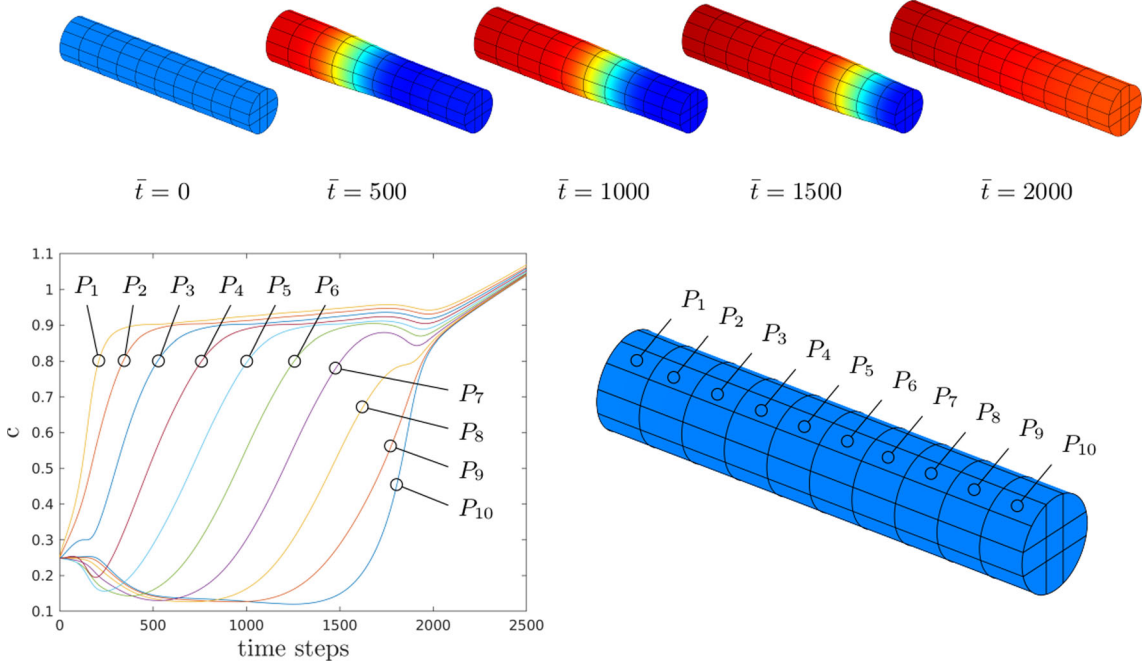 t̄ = 0
t̄ = 500
t̄ = 1000
t̄ = 1500
t̄ = 2000
1.1
1
0.9
0.8
0.7
0.6
0.5
0.4
0.3
0.2
0.1
c
P₁ P₂ P₃ P₄ P₅ P₆
P₇
P₈
P₉
P₁₀
0 500 1000 1500 2000 2500
time steps
P₁
P₂
P₃
P₄
P₅
P₆
P₇
P₈
P₉
P₁₀